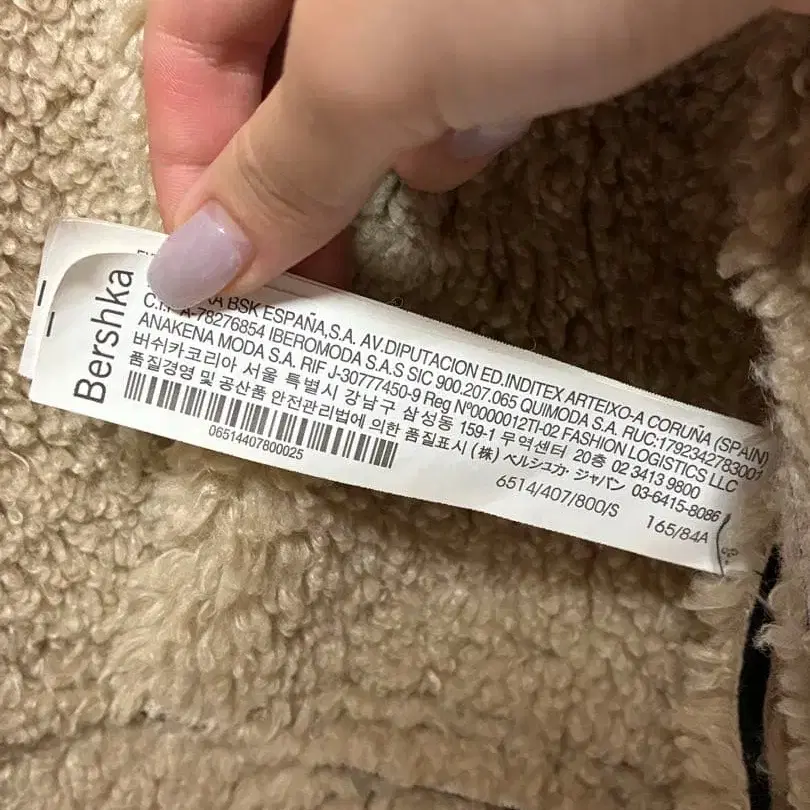 Bershka
BSK ESPAÑA,S.A. AV.DIPUTACION ED.INDITEX ARTEIXO-A CORUÑA (SPAIN)
A-78276854 IBEROMODA S.A.S SIC 900.207.065 QUIMODA S.A. RUC:1792342783001
ANAKENA MODA S.A. RIF J-30777450-9 Reg Nº0000012TI-02 FASHION LOGISTICS LLC
버쉬카코리아 서울 특별시 강남구 삼성동 159-1 무역센터 20층 02 3413 9800
품질경영 및 공산품 안전관리법에 의한 품질표시 (株) ベルシュカ・ジャパン 03-6415-8086
06514407800025
6514/407/800/S 165/84A